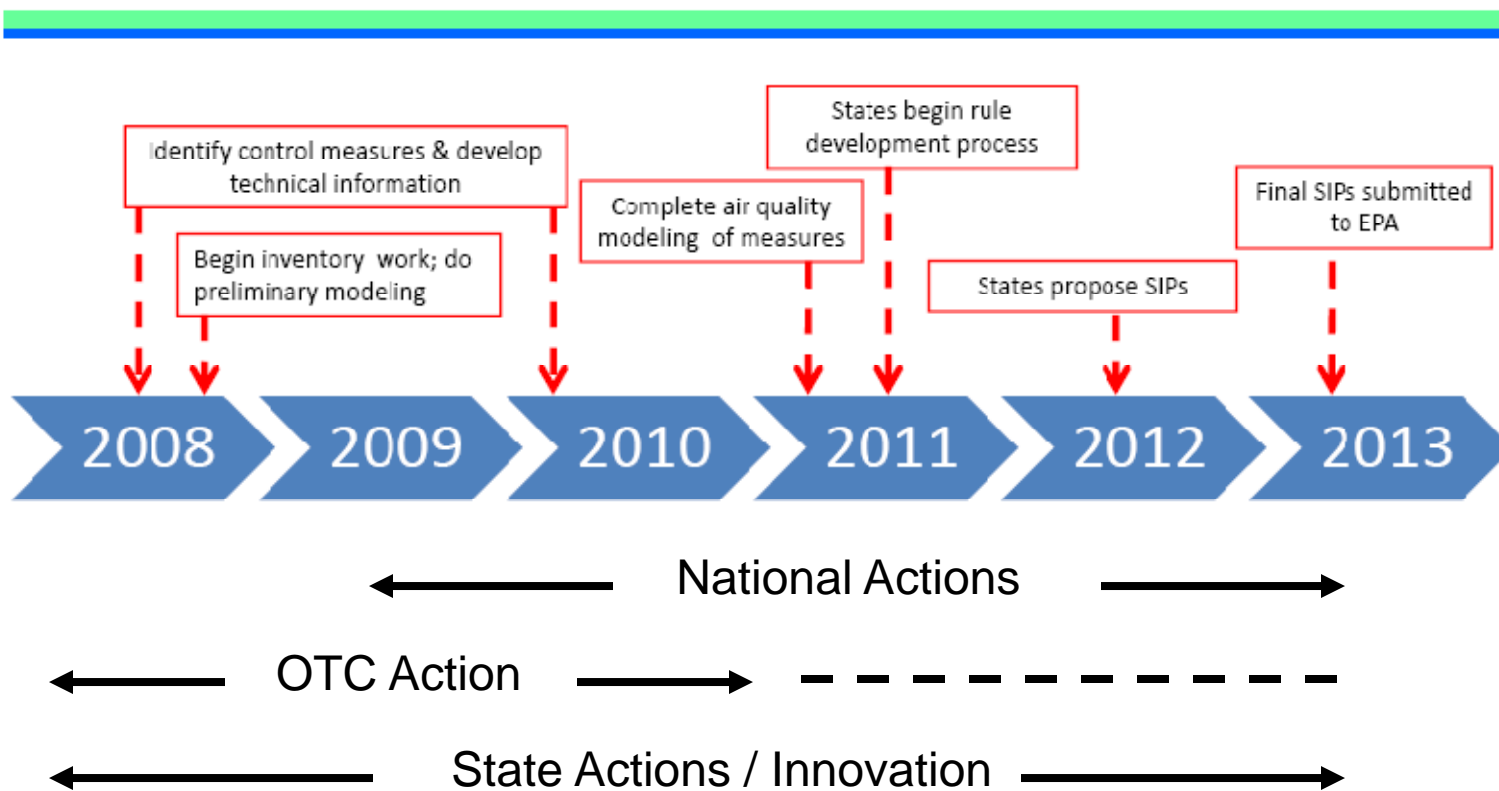 States begin rule
development process
Identify control measures & develop
technical information
Final SIPs submitted
to EPA
Complete air quality
modeling of measures
Begin inventory work; do
preliminary modeling
States propose SIPs
2008
2009
2010
2011
2012
2013
National Actions
OTC Action
State Actions / Innovation